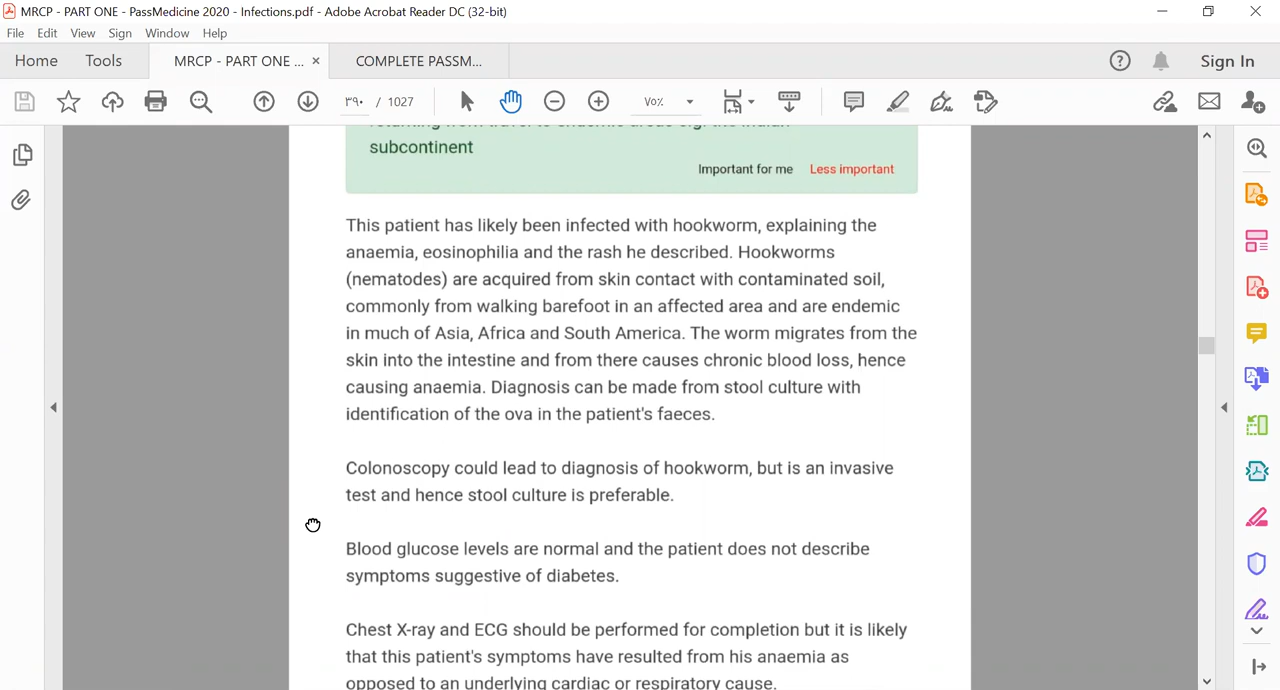 MRCP - PART ONE - PassMedicine 2020 - Infections.pdf - Adobe Acrobat Reader DC (32-bit)
File Edit View Sign Window Help
Home Tools MRCP - PART ONE ... × COMPLETE PASSM... Sign In
٣٩٠ / 1027 ٧٥%
subcontinent
Important for me Less important
This patient has likely been infected with hookworm, explaining the
anaemia, eosinophilia and the rash he described. Hookworms
(nematodes) are acquired from skin contact with contaminated soil,
commonly from walking barefoot in an affected area and are endemic
in much of Asia, Africa and South America. The worm migrates from the
skin into the intestine and from there causes chronic blood loss, hence
causing anaemia. Diagnosis can be made from stool culture with
identification of the ova in the patient's faeces.
Colonoscopy could lead to diagnosis of hookworm, but is an invasive
test and hence stool culture is preferable.
Blood glucose levels are normal and the patient does not describe
symptoms suggestive of diabetes.
Chest X-ray and ECG should be performed for completion but it is likely
that this patient's symptoms have resulted from his anaemia as
opposed to an underlying cardiac or respiratory cause.